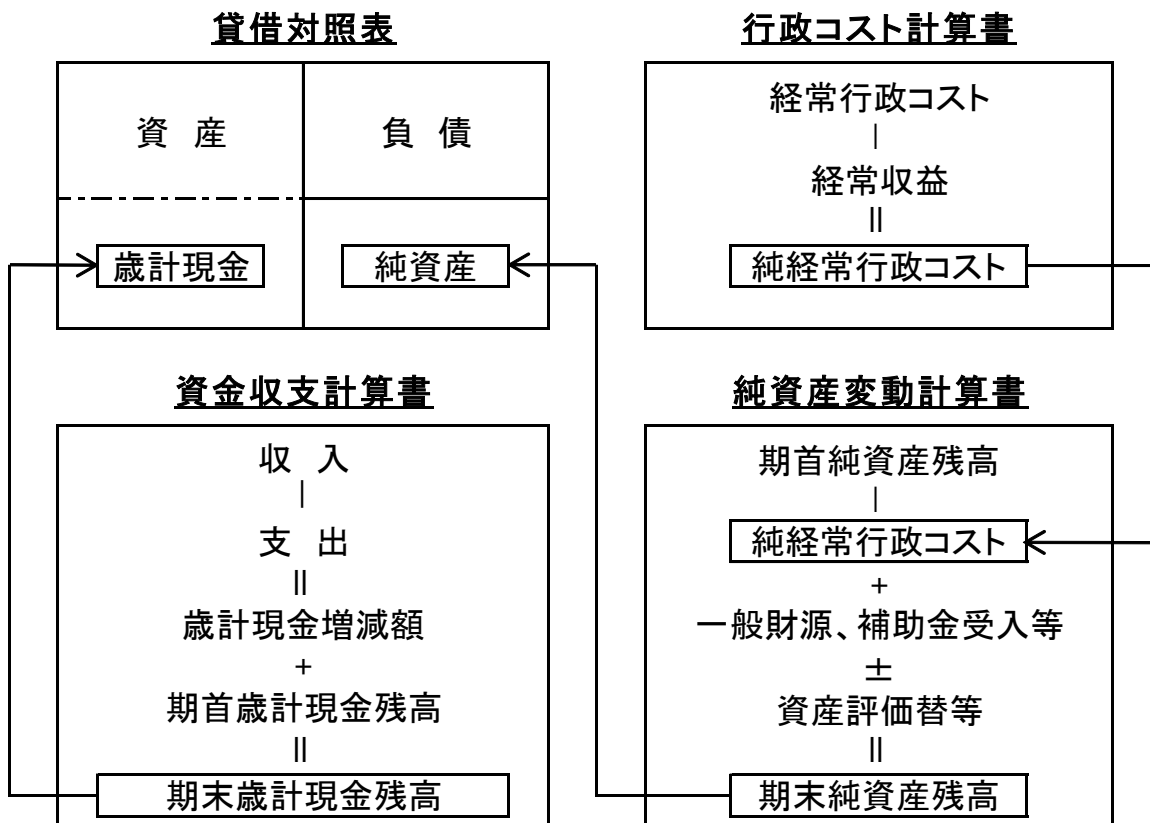 貸借対照表
資 産
負 債
歳計現金
純資産
行政コスト計算書
経常行政コスト
－
経常収益
＝
純経常行政コスト
資金収支計算書
収 入
－
支 出
＝
歳計現金増減額
+
期首歳計現金残高
＝
期末歳計現金残高
純資産変動計算書
期首純資産残高
－
純経常行政コスト
+
一般財源、補助金受入等
±
資産評価替等
＝
期末純資産残高